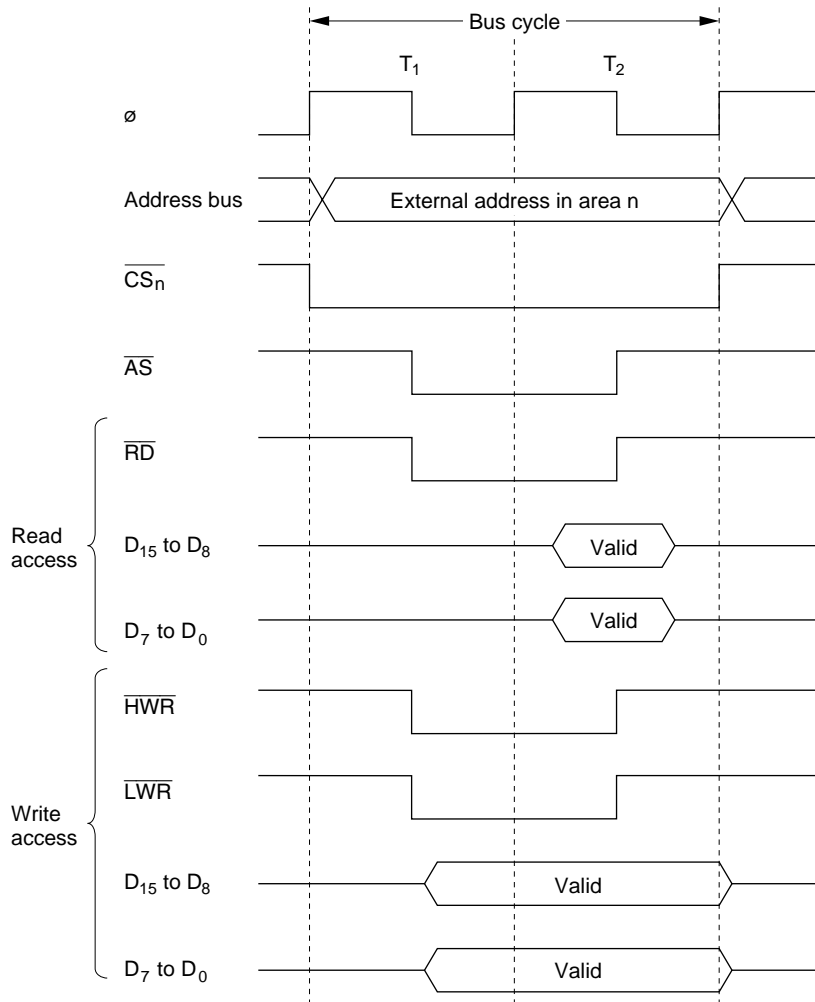 Bus cycle
T1 T2
ø
Address bus External address in area n
CSn
AS
RD
Read
access
D15 to D8 Valid
D7 to D0 Valid
HWR
LWR
Write
access
D15 to D8 Valid
D7 to D0 Valid